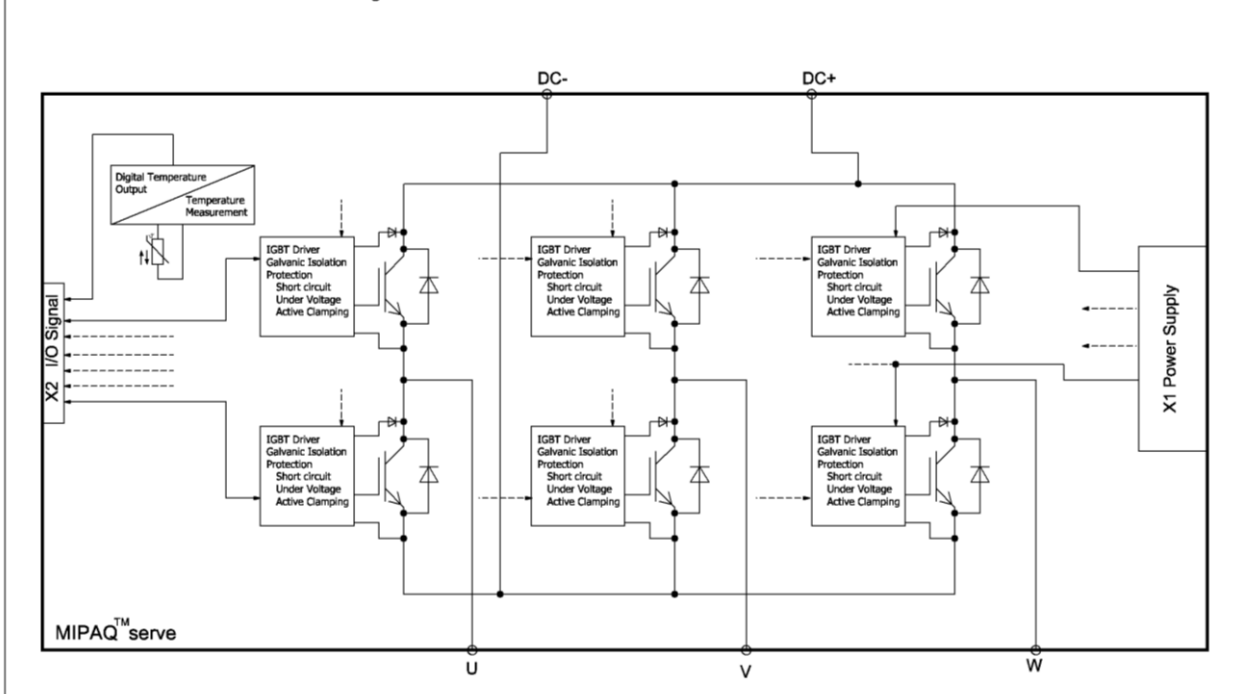 DC-
DC+
Digital Temperature
Output
Temperature
Measurement
IGBT Driver
Galvanic Isolation
Protection
Short circuit
Under Voltage
Active Clamping
IGBT Driver
Galvanic Isolation
Protection
Short circuit
Under Voltage
Active Clamping
IGBT Driver
Galvanic Isolation
Protection
Short circuit
Under Voltage
Active Clamping
X2 I/O Signal
X1 Power Supply
IGBT Driver
Galvanic Isolation
Protection
Short circuit
Under Voltage
Active Clamping
IGBT Driver
Galvanic Isolation
Protection
Short circuit
Under Voltage
Active Clamping
IGBT Driver
Galvanic Isolation
Protection
Short circuit
Under Voltage
Active Clamping
MIPAQ™serve
U
V
W